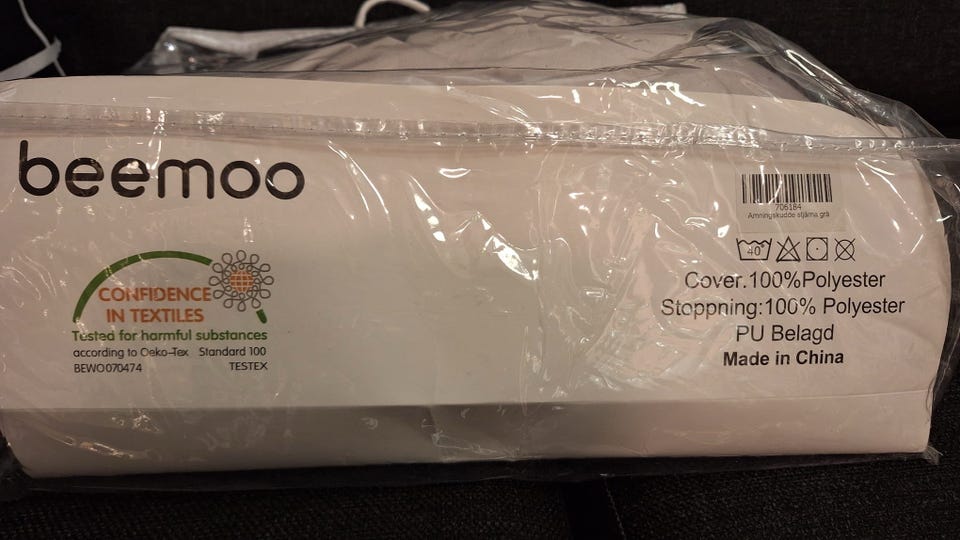 beemoo
CONFIDENCE
IN TEXTILES
Tested for harmful substances
according to Oeko-Tex Standard 100
BEWO070474 TESTEX
706184
Amningskudde stjärna grå
40°
Cover.100%Polyester
Stoppning:100% Polyester
PU Belagd
Made in China